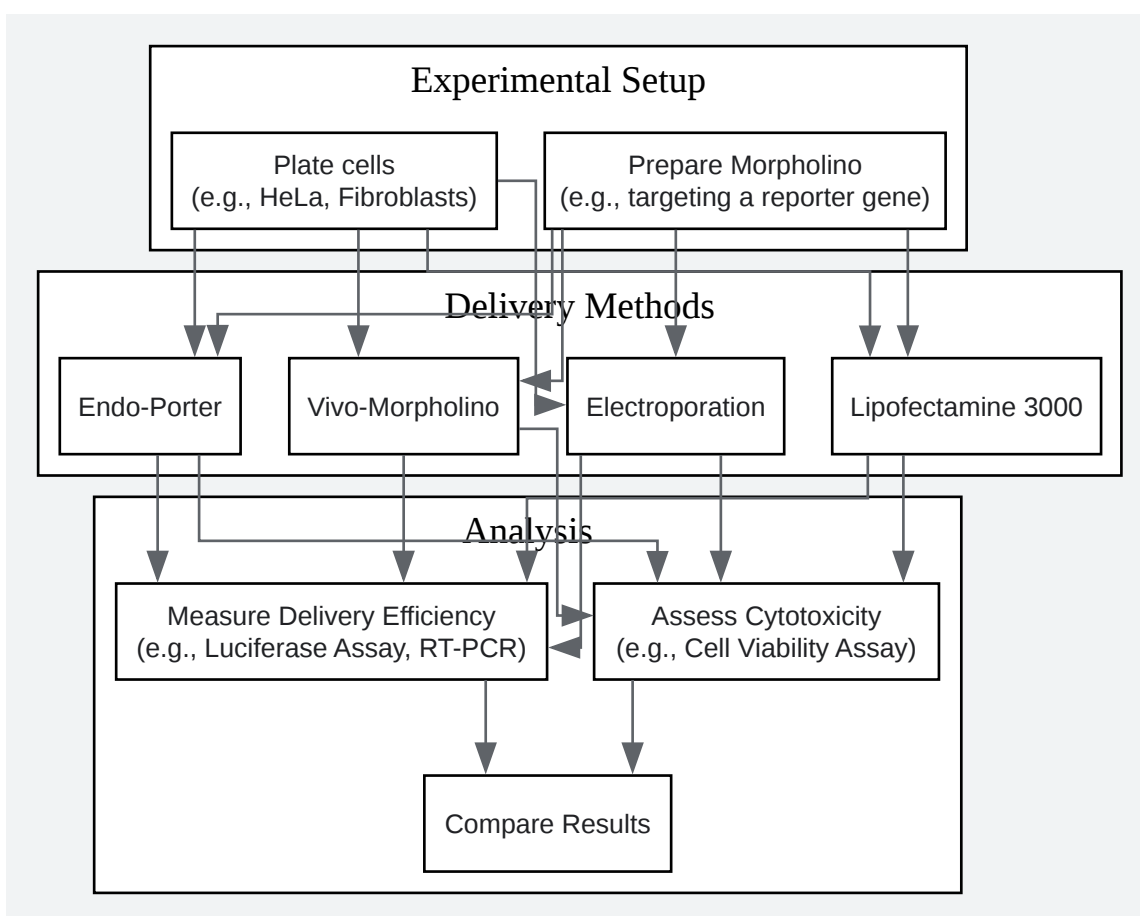 Experimental Setup
Plate cells
(e.g., HeLa, Fibroblasts)
Prepare Morpholino
(e.g., targeting a reporter gene)
Delivery Methods
Endo-Porter
Vivo-Morpholino
Electroporation
Lipofectamine 3000
Analysis
Measure Delivery Efficiency
(e.g., Luciferase Assay, RT-PCR)
Assess Cytotoxicity
(e.g., Cell Viability Assay)
Compare Results